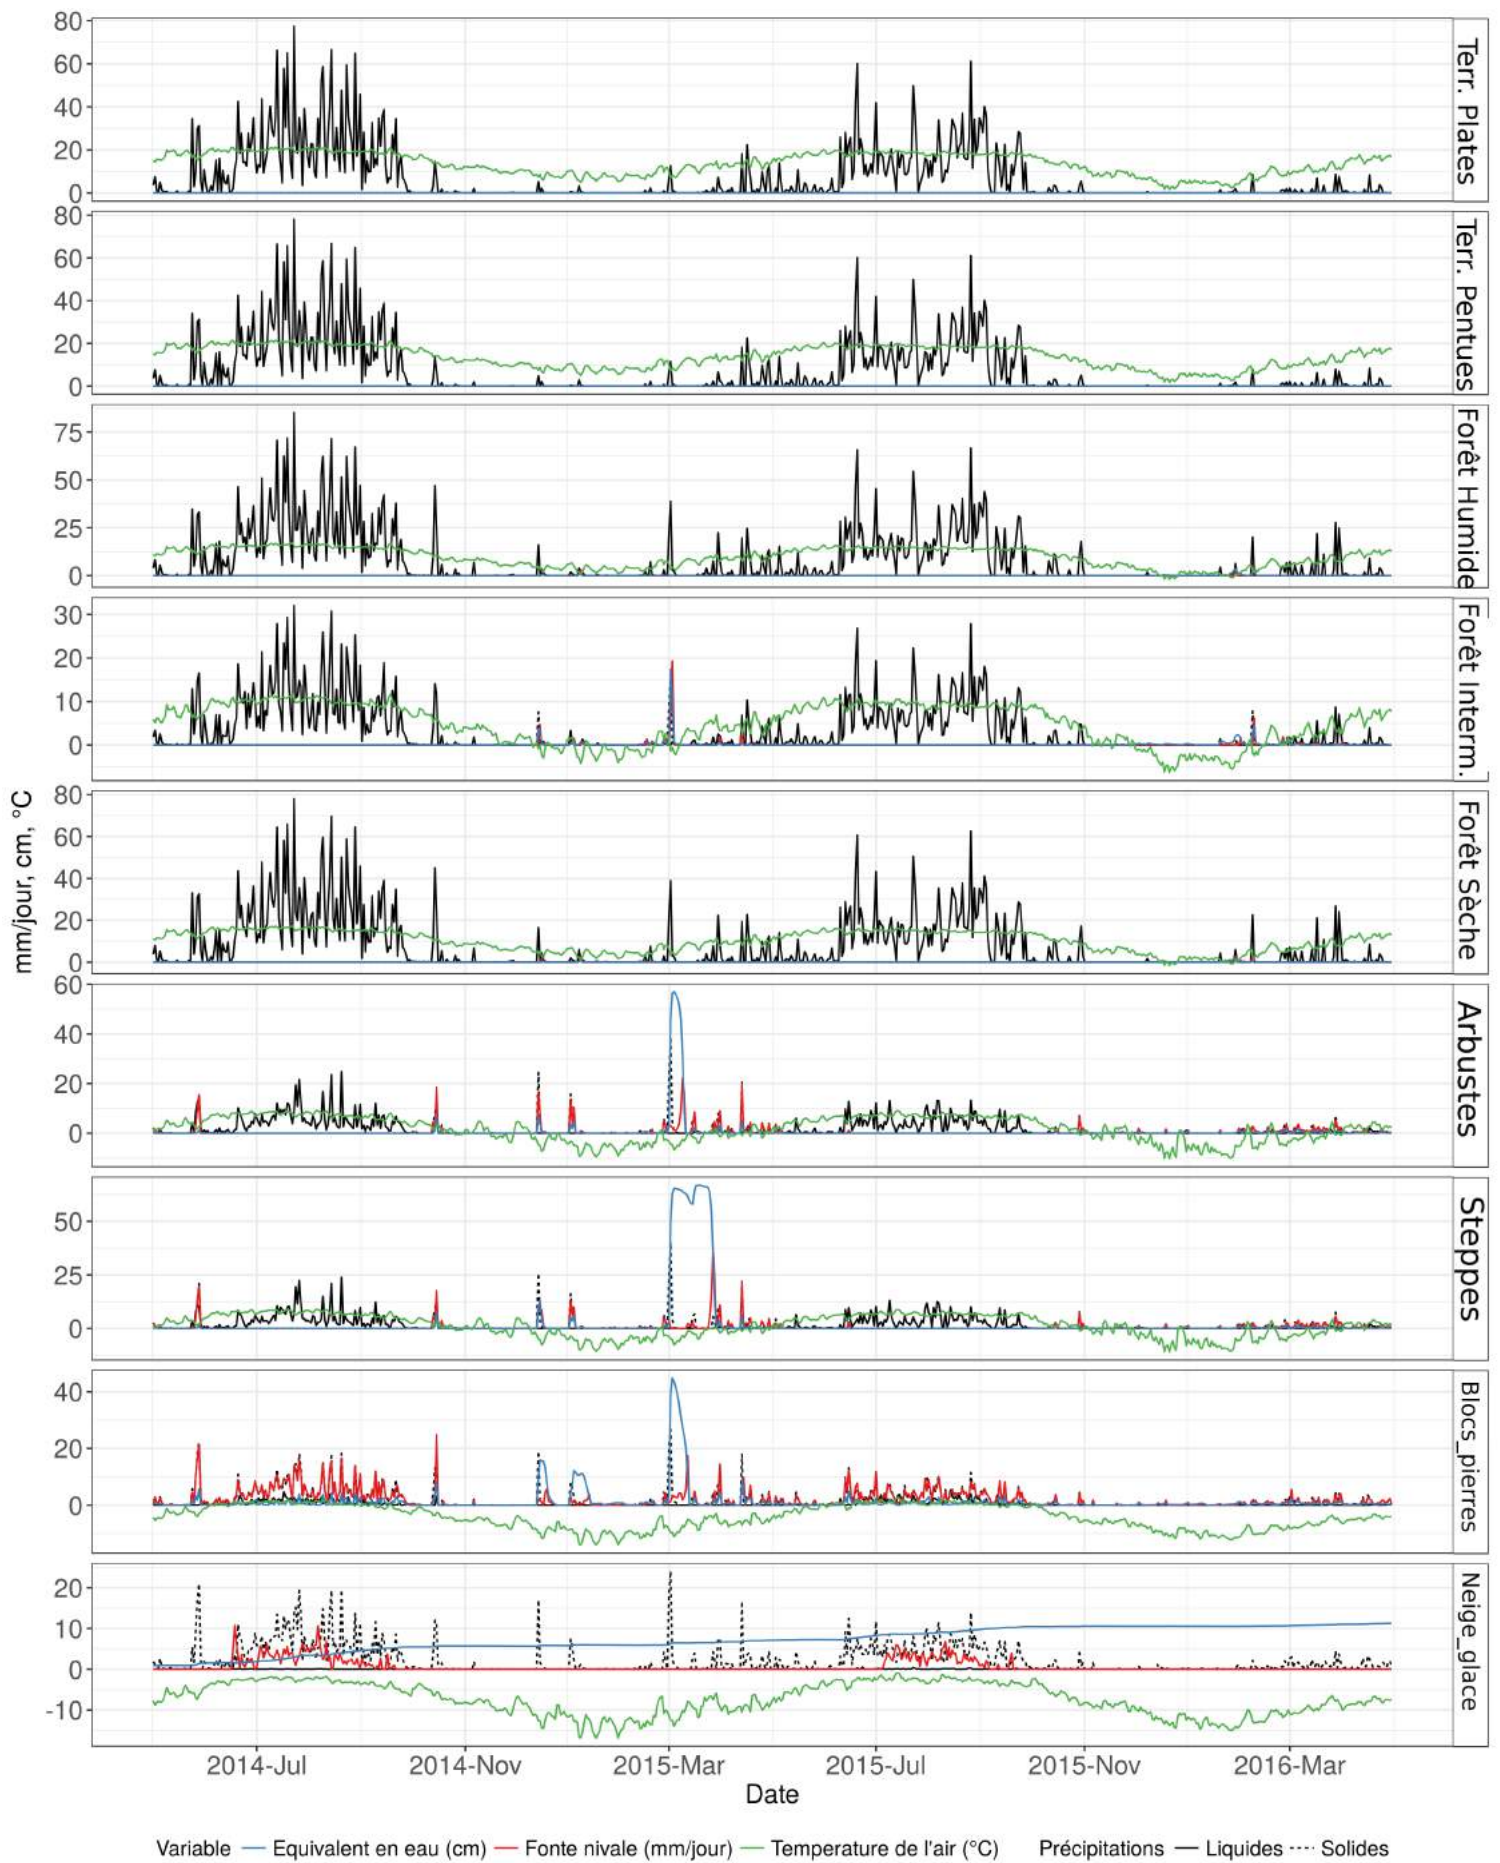 80
60
40
20
0
Terr. Plates
80
60
40
20
0
Terr. Pentues
75
50
25
0
Forêt Humide
30
20
10
0
Forêt Interm.
80
60
40
20
0
Forêt Sèche
60
40
20
0
Arbustes
50
25
0
Steppes
40
20
0
Blocs_pierres
20
10
0
-10
Neige_glace
mm/jour, cm, °C
2014-Jul 2014-Nov 2015-Mar 2015-Jul 2015-Nov 2016-Mar
Date
Variable Equivalent en eau (cm) Fonte nivale (mm/jour) Temperature de l'air (°C) Précipitations Liquides Solides